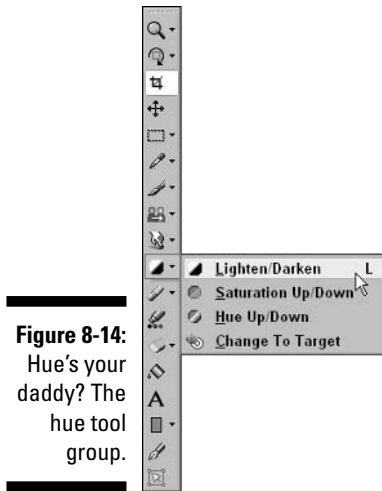 Lighten/Darken L
Saturation Up/Down
Hue Up/Down
Change To Target
Figure 8-14:
Hue's your
daddy? The
hue tool
group.
A